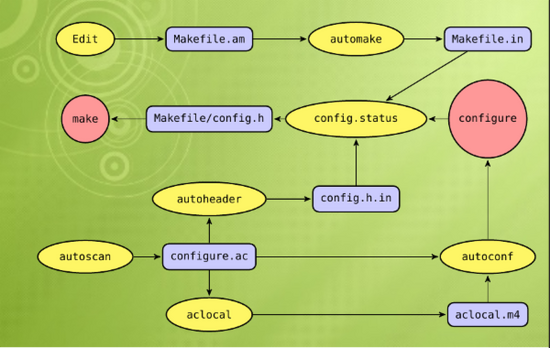 Edit
Makefile.am
automake
Makefile.in
make
Makefile/config.h
config.status
configure
autoheader
config.h.in
autoscan
configure.ac
autoconf
aclocal
aclocal.m4